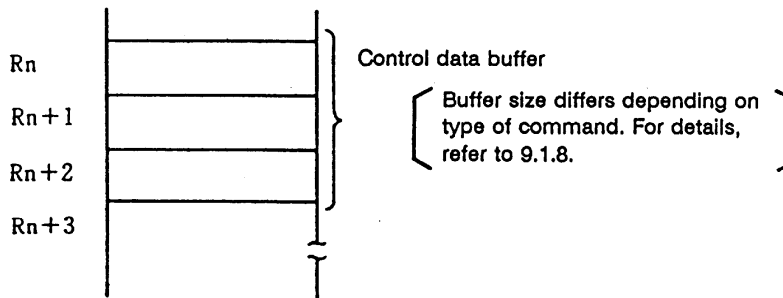 Rn
Rn+1
Rn+2
Rn+3
Control data buffer
Buffer size differs depending on
type of command. For details,
refer to 9.1.8.